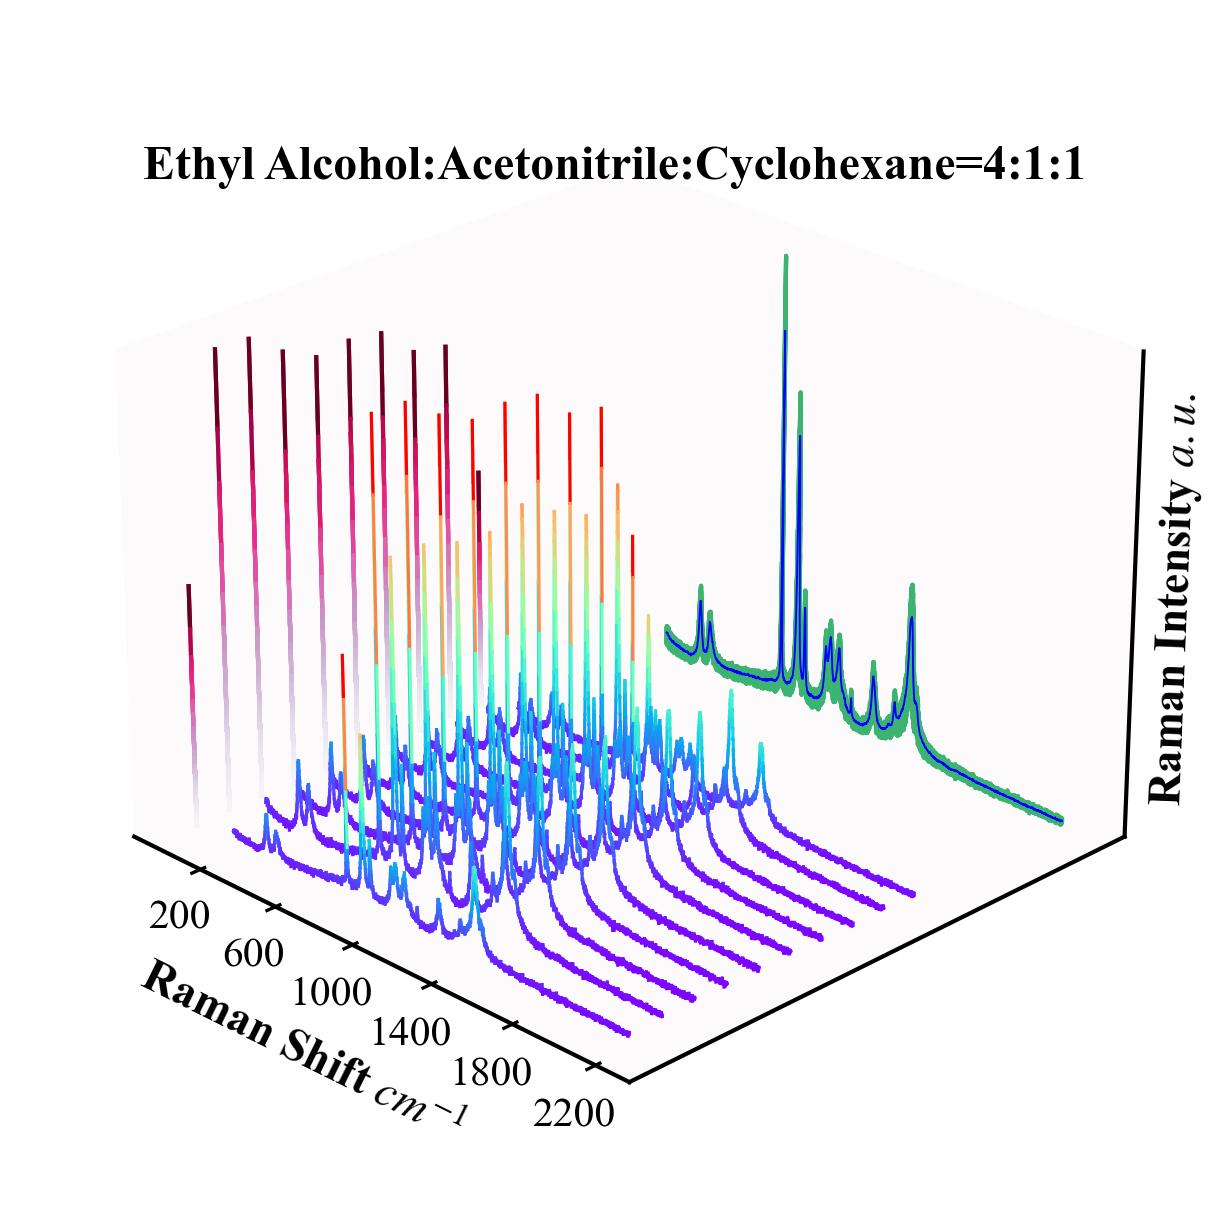 Ethyl Alcohol:Acetonitrile:Cyclohexane=4:1:1
200
600
1000
1400
1800
2200
Raman Shift cm⁻¹
Raman Intensity a.u.